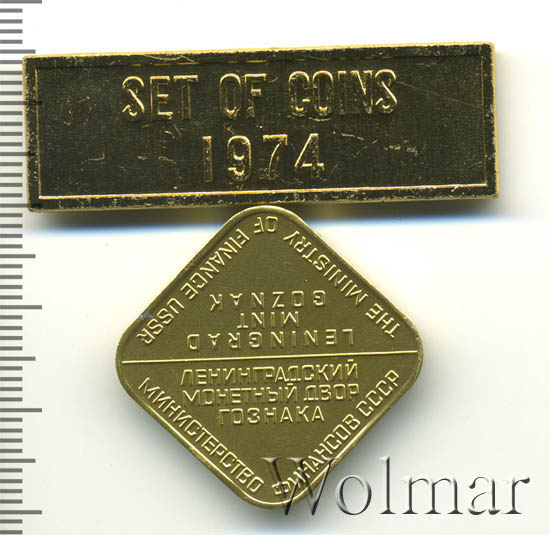 SET OF COINS
1974
THE MINISTRY OF FINANCE USSR
LENINGRAD
MINT
GOZNAK
ЛЕНИНГРАДСКИЙ
МОНЕТНЫЙ ДВОР
ГОЗНАКА
МИНИСТЕРСТВО ФИНАНСОВ СССР
Wolmar